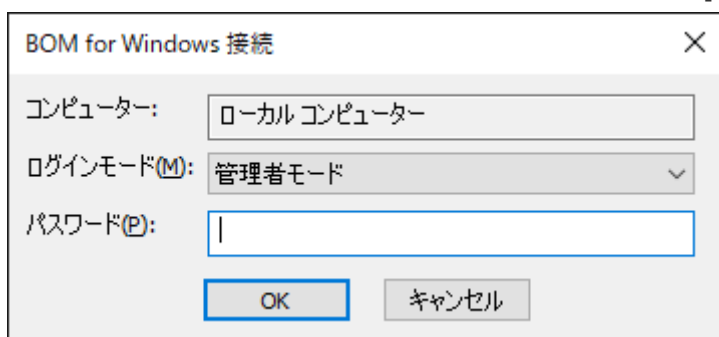 BOM for Windows 接続
コンピューター: ローカル コンピューター
ログインモード(M): 管理者モード
パスワード(P):
OK キャンセル